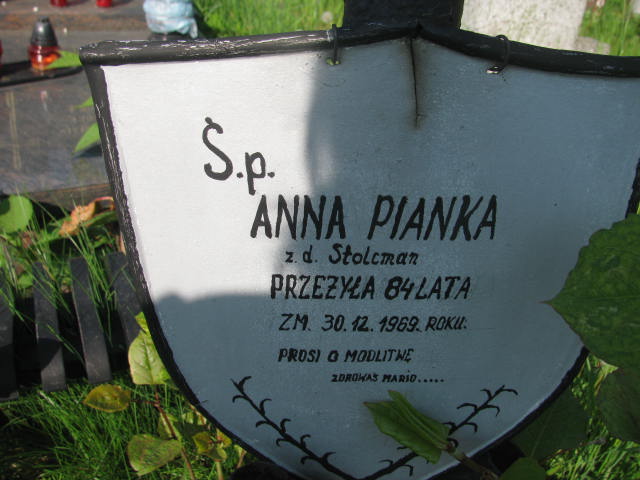 Ś.p.
ANNA PIANKA
z. d. Stolcman
PRZEŻYŁA 84 LATA
ZM. 30.12.1969. ROKU.
PROSI O MODLITWĘ
ZDROWAŚ MARIO.....